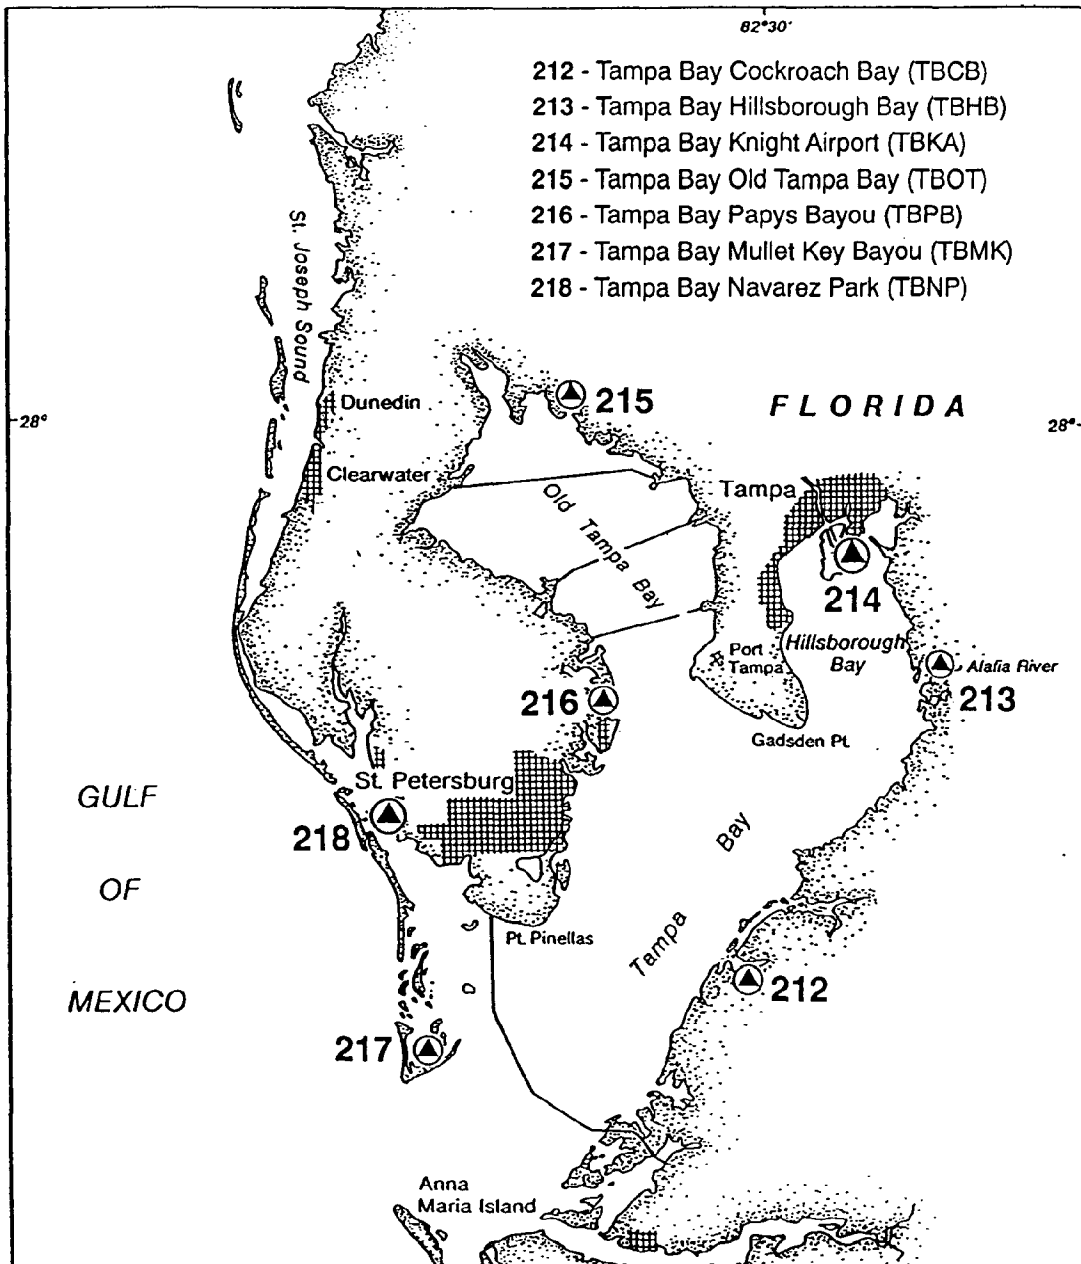 82°30'
212 - Tampa Bay Cockroach Bay (TBCB)
213 - Tampa Bay Hillsborough Bay (TBHB)
214 - Tampa Bay Knight Airport (TBKA)
215 - Tampa Bay Old Tampa Bay (TBOT)
216 - Tampa Bay Papys Bayou (TBPB)
217 - Tampa Bay Mullet Key Bayou (TBMK)
218 - Tampa Bay Navarez Park (TBNP)
St. Joseph Sound
Dunedin
215
FLORIDA
28°
28°
Clearwater
Tampa
Old Tampa Bay
214
Hillsborough
Bay
Port
Tampa
Alafia River
213
216
Gadsden Pt.
St. Petersburg
GULF
218
OF
MEXICO
Tampa Bay
Pt. Pinellas
212
217
Anna
Maria Island